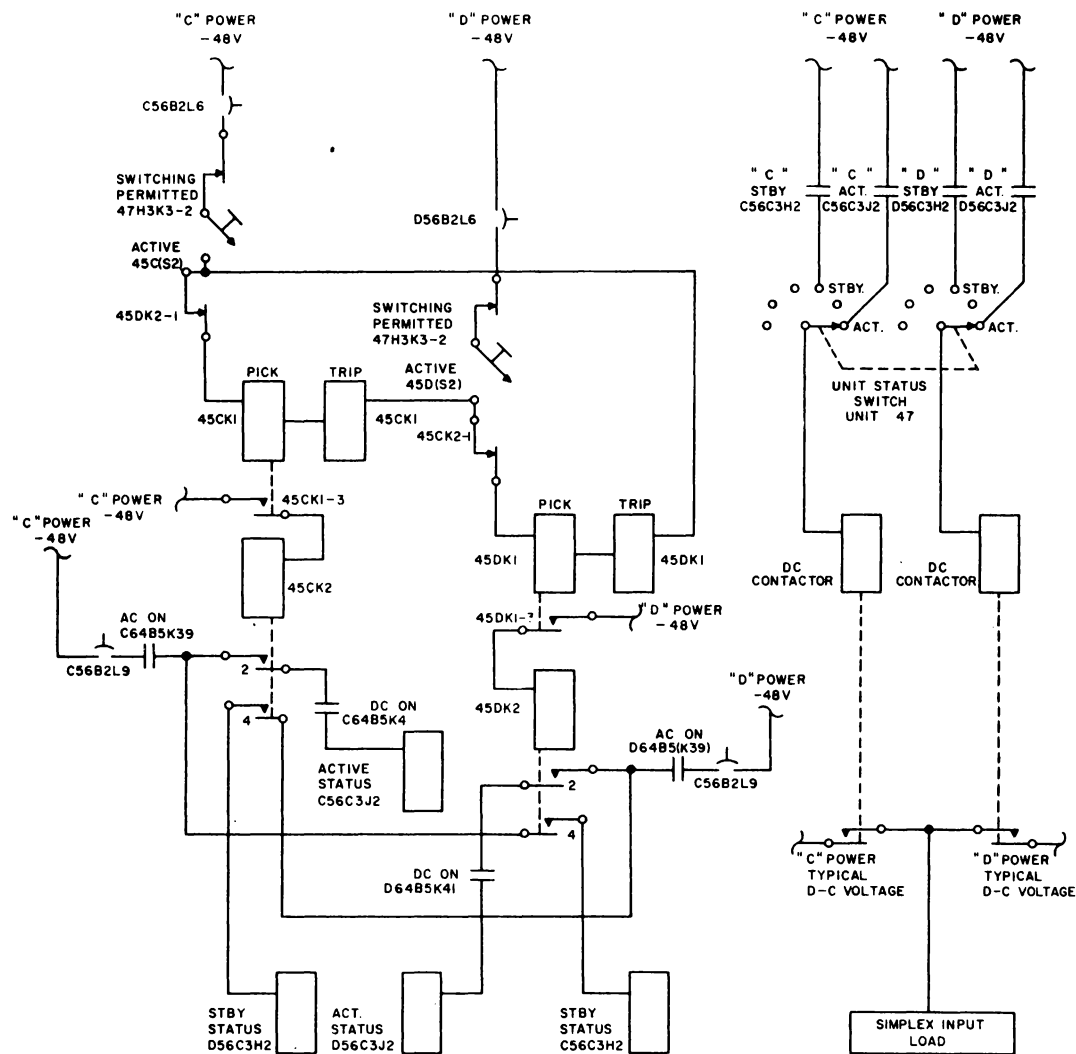 "C" POWER
-48V
"D" POWER
-48V
"C" POWER
-48V
"D" POWER
-48V
C56B2L6
SWITCHING
PERMITTED
47H3K3-2
D56B2L6
"C"
STBY
C56C3H2
"C"
ACT.
C56C3J2
"D"
STBY
D56C3H2
"D"
ACT.
D56C3J2
ACTIVE
45C(S2)
SWITCHING
PERMITTED
47H3K3-2
STBY.
STBY.
45DK2-1
ACT.
ACT.
PICK
TRIP
ACTIVE
45D(S2)
UNIT STATUS
SWITCH
UNIT 47
45CK1
45CK1
45CK2-1
"C" POWER
-48V
45CK1-3
"C" POWER
-48V
PICK
TRIP
45CK2
45DK1
45DK1
DC
CONTACTOR
DC
CONTACTOR
AC ON
C64B5K39
45DK1-3
"D" POWER
-48V
C56B2L9
2
4
DC ON
C64B5K4
45DK2
"D" POWER
-48V
AC ON
D64B5(K39)
ACTIVE
STATUS
C56C3J2
2
C56B2L9
4
DC ON
D64B5K41
"C" POWER
TYPICAL
D-C VOLTAGE
"D" POWER
TYPICAL
D-C VOLTAGE
STBY
STATUS
D56C3H2
ACT.
STATUS
D56C3J2
STBY
STATUS
C56C3H2
SIMPLEX INPUT
LOAD